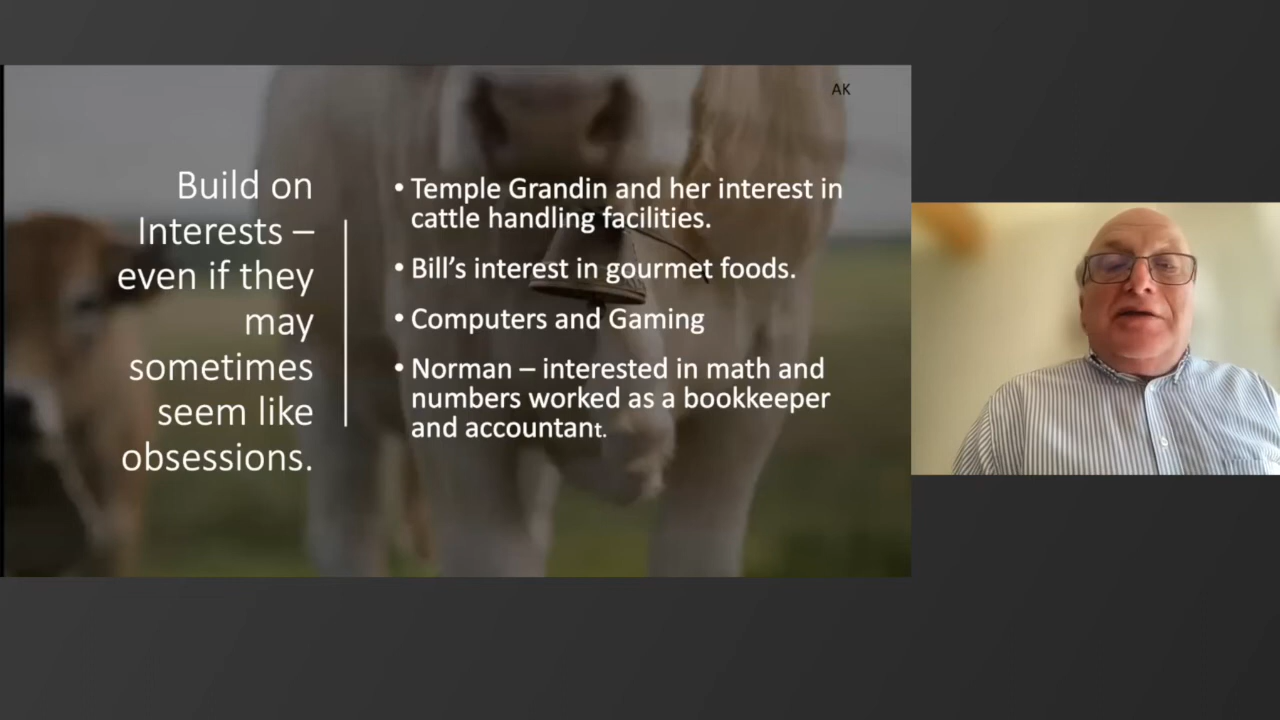 AK
Build on
Interests –
even if they
may
sometimes
seem like
obsessions.
• Temple Grandin and her interest in
cattle handling facilities.
• Bill’s interest in gourmet foods.
• Computers and Gaming
• Norman – interested in math and
numbers worked as a bookkeeper
and accountant.